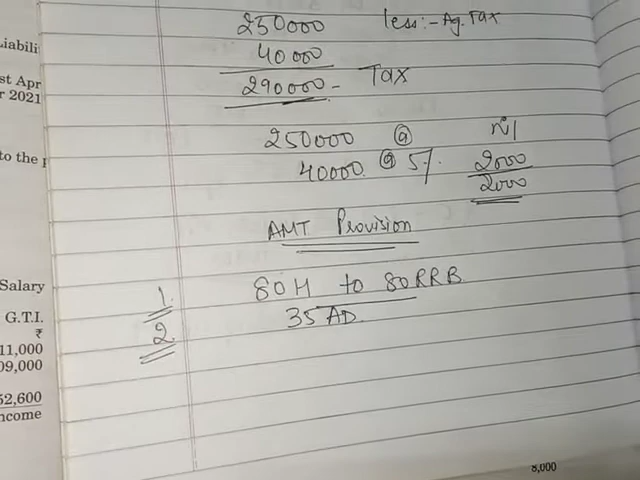 250000 less:- Ag. Tax
40000
290000- Tax
250000 @ nil
40000 @ 5% 2000
2000
AMT Provision
1. 80H to 80RRB
2. 35AD.
st Apr
r 2021
to the
Salary
G.T.I.
₹
11,000
09,000
52,600
ncome
8,000